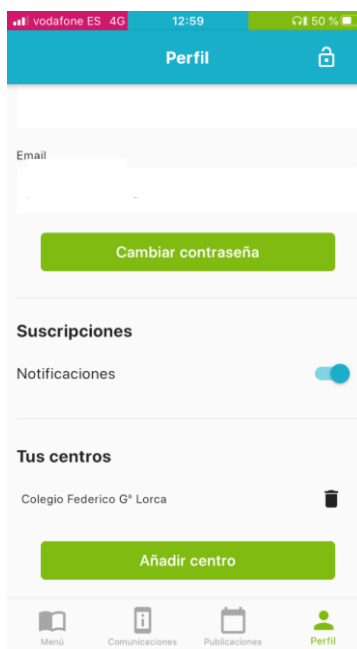 vodafone ES 4G 12:59 50 %
Perfil
Email
Cambiar contraseña
Suscripciones
Notificaciones
Tus centros
Colegio Federico Gª Lorca
Añadir centro
Menú Comunicaciones Publicaciones Perfil